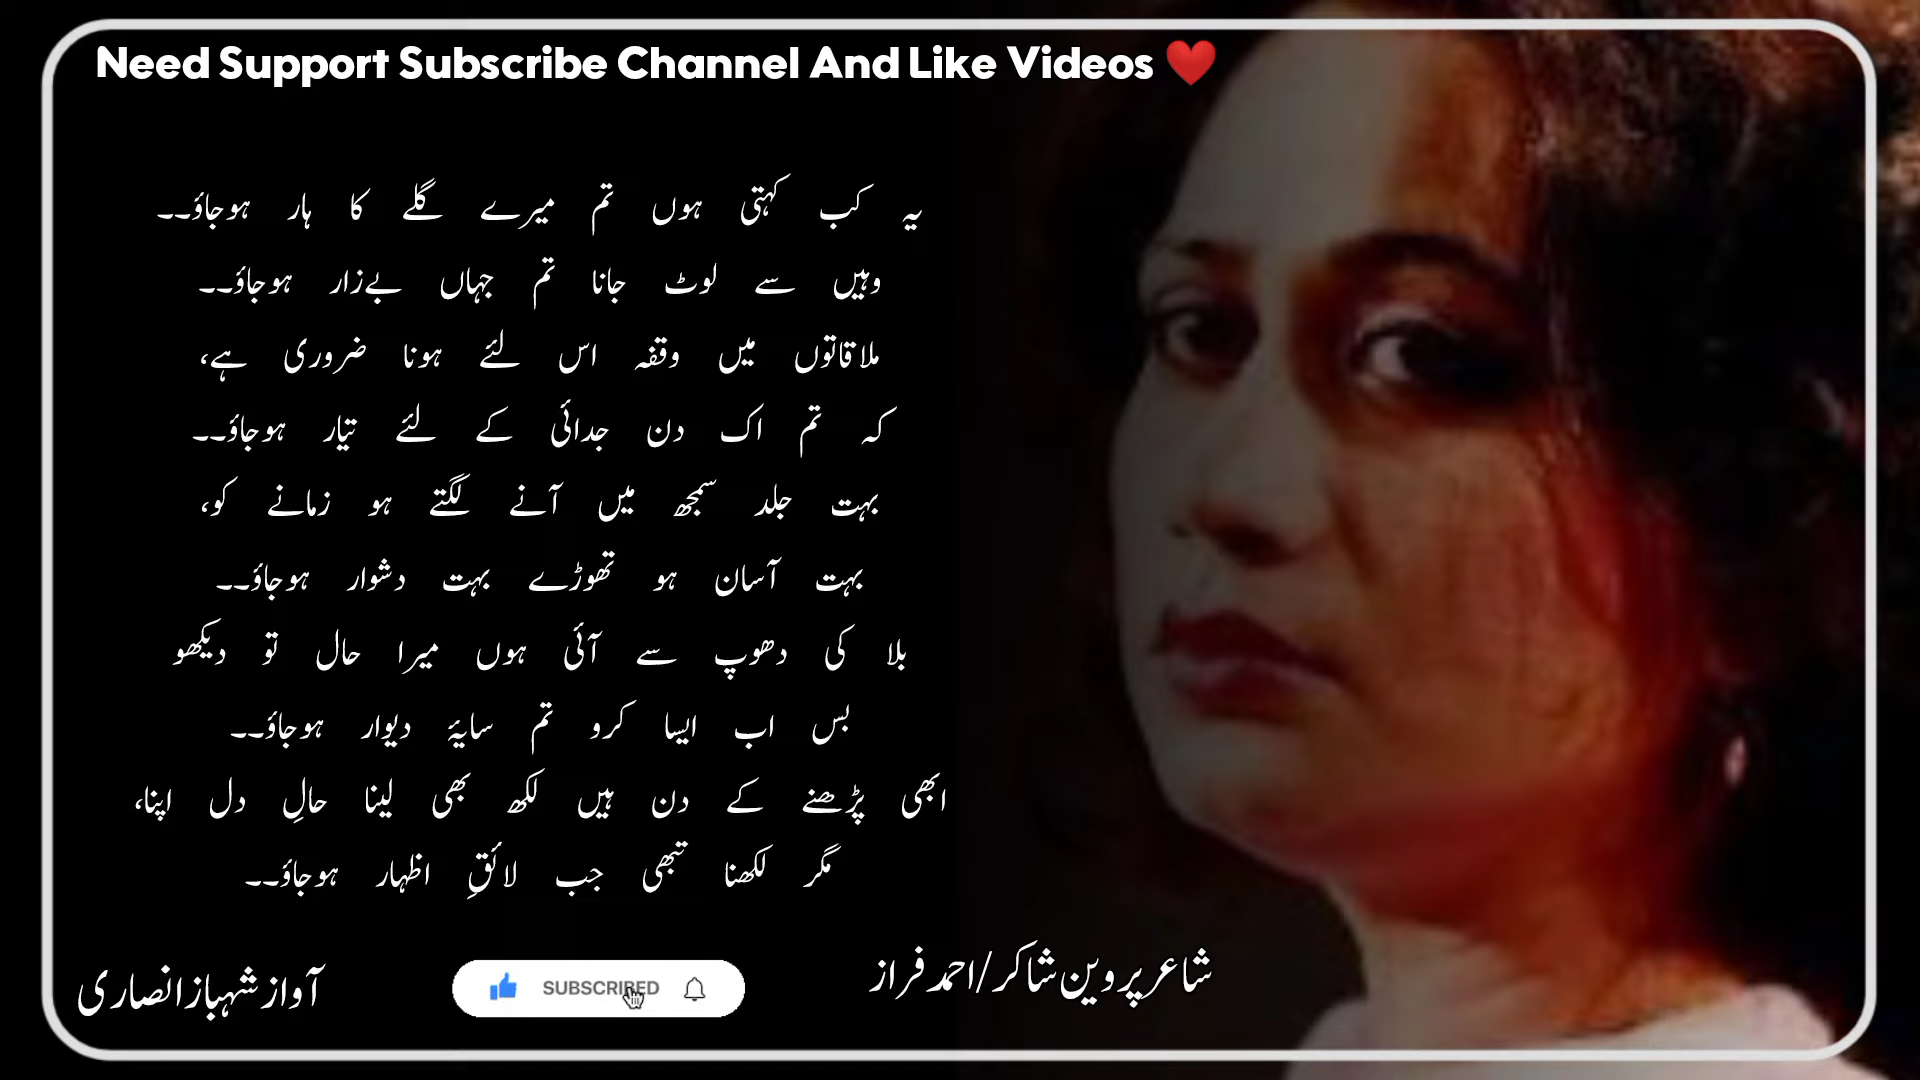 Need Support Subscribe Channel And Like Videos ❤️
یہ کب کہتی ہوں تم میرے گلے کا ہار ہوجاؤ۔۔
وہیں سے لوٹ جانا تم جہاں بےزار ہوجاؤ۔۔
ملاقاتوں میں وقفہ اس لئے ہونا ضروری ہے،
کہ تم اک دن جدائی کے لئے تیار ہوجاؤ۔۔
بہت جلد سمجھ میں آنے لگتے ہو زمانے کو،
بہت آسان ہو تھوڑے بہت دشوار ہوجاؤ۔۔
بلا کی دھوپ سے آئی ہوں میرا حال تو دیکھو
بس اب ایسا کرو تم سایۂ دیوار ہوجاؤ۔۔
ابھی پڑھنے کے دن ہیں لکھ بھی لینا حالِ دل اپنا،
مگر لکھنا تبھی جب لائقِ اظہار ہوجاؤ۔۔
شاعر پروین شاکر/احمد فراز
SUBSCRIBED
آواز شہباز انصاری